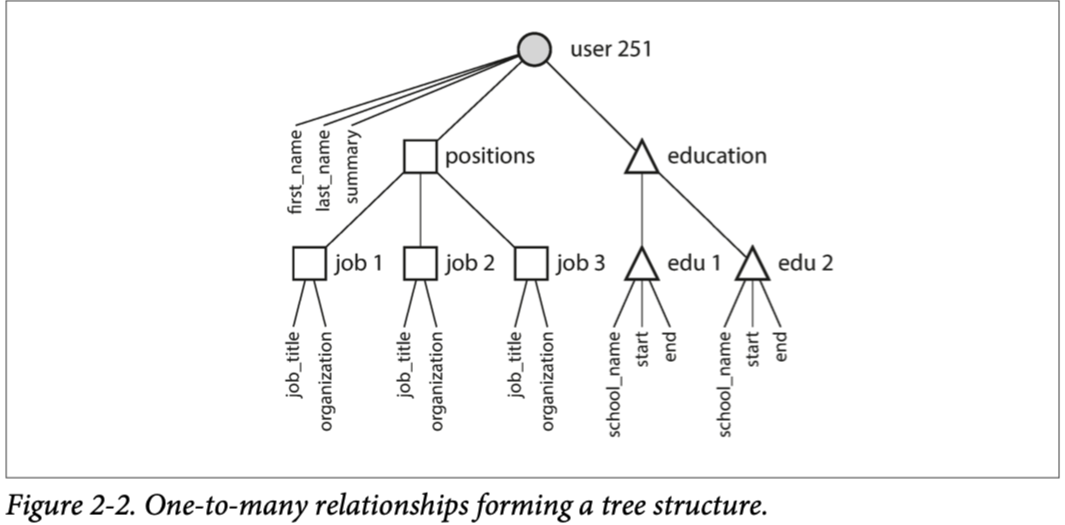 user 251
first_name
last_name
summary
positions
education
job 1
job 2
job 3
edu 1
edu 2
job_title
organization
job_title
organization
job_title
organization
school_name
start
end
school_name
start
end
Figure 2-2. One-to-many relationships forming a tree structure.